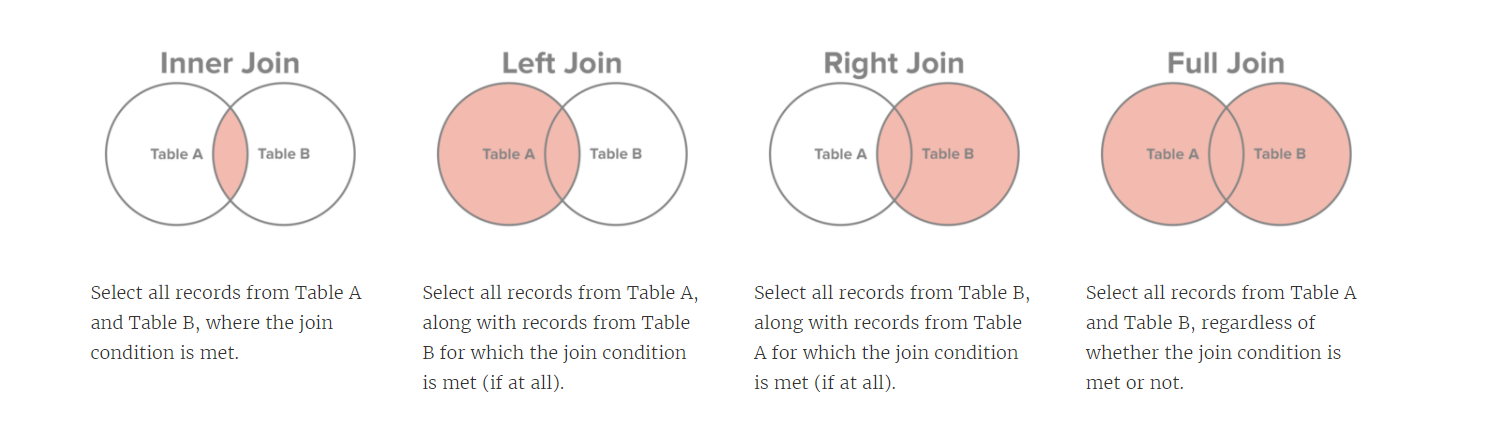 Inner Join
Table A
Table B
Select all records from Table A
and Table B, where the join
condition is met.
Left Join
Table A
Table B
Select all records from Table A,
along with records from Table
B for which the join condition
is met (if at all).
Right Join
Table A
Table B
Select all records from Table B,
along with records from Table
A for which the join condition
is met (if at all).
Full Join
Table A
Table B
Select all records from Table A
and Table B, regardless of
whether the join condition is
met or not.